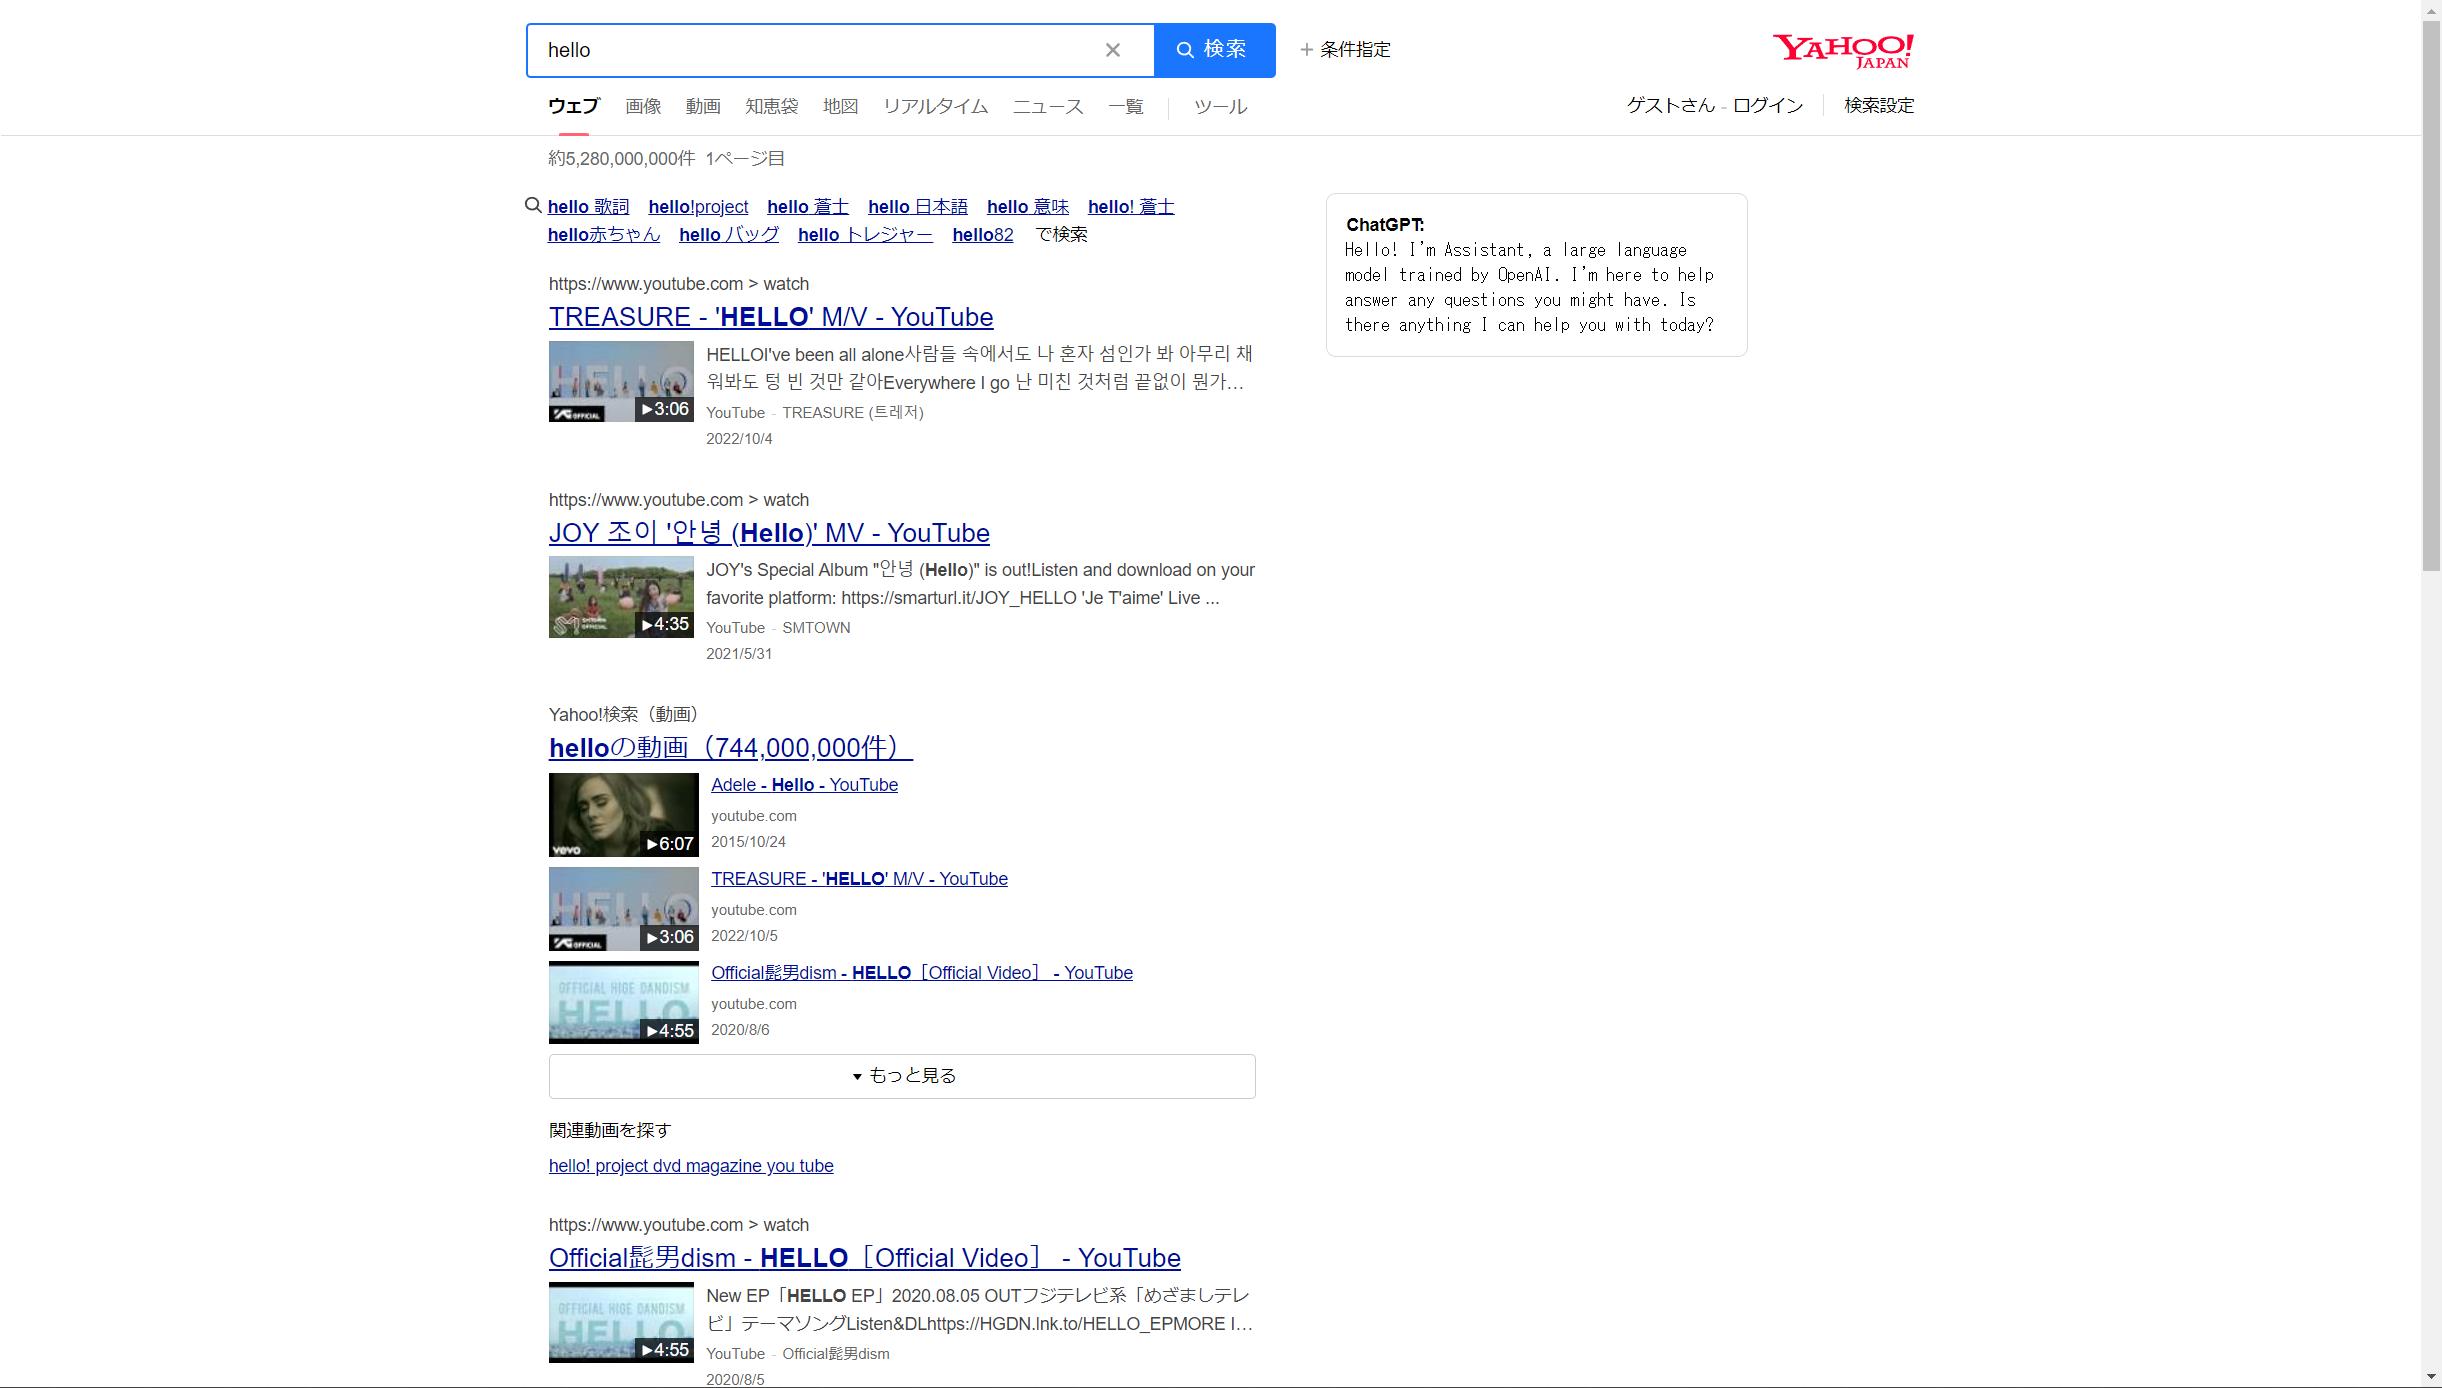 hello
検索
条件指定
YAHOO! JAPAN
ウェブ 画像 動画 知恵袋 地図 リアルタイム ニュース 一覧 ツール
ゲストさん - ログイン 検索設定
約5,280,000,000件 1ページ目
hello 歌詞 hello!project hello 蒼士 hello 日本語 hello 意味 hello! 蒼士
hello赤ちゃん hello バッグ hello トレジャー hello82 で検索
https://www.youtube.com > watch
TREASURE - 'HELLO' M/V - YouTube
HELLO
YG OFFICIAL
3:06
HELLOI've been all alone사람들 속에서도 나 혼자 섬인가 봐 아무리 채
워봐도 텅 빈 것만 같아Everywhere I go 난 미친 것처럼 끝없이 뭔가...
YouTube - TREASURE (트레저)
2022/10/4
https://www.youtube.com > watch
JOY 조이 '안녕 (Hello)' MV - YouTube
SMTOWN OFFICIAL
4:35
JOY's Special Album "안녕 (Hello)" is out!Listen and download on your
favorite platform: https://smarturl.it/JOY_HELLO 'Je T'aime' Live ...
YouTube - SMTOWN
2021/5/31
Yahoo!検索（動画）
helloの動画（744,000,000件）
vevo
6:07
Adele - Hello - YouTube
youtube.com
2015/10/24
HELLO
YG OFFICIAL
3:06
TREASURE - 'HELLO' M/V - YouTube
youtube.com
2022/10/5
OFFICIAL HIGE DANDISM
HELLO
4:55
Official髭男dism - HELLO［Official Video］ - YouTube
youtube.com
2020/8/6
もっと見る
関連動画を探す
hello! project dvd magazine you tube
https://www.youtube.com > watch
Official髭男dism - HELLO［Official Video］ - YouTube
OFFICIAL HIGE DANDISM
HELLO
4:55
New EP「HELLO EP」2020.08.05 OUTフジテレビ系「めざましテレ
ビ」テーマソングListen&DLhttps://HGDN.lnk.to/HELLO_EPMORE I...
YouTube - Official髭男dism
2020/8/5
ChatGPT:
Hello! I'm Assistant, a large language
model trained by OpenAI. I'm here to help
answer any questions you might have. Is
there anything I can help you with today?